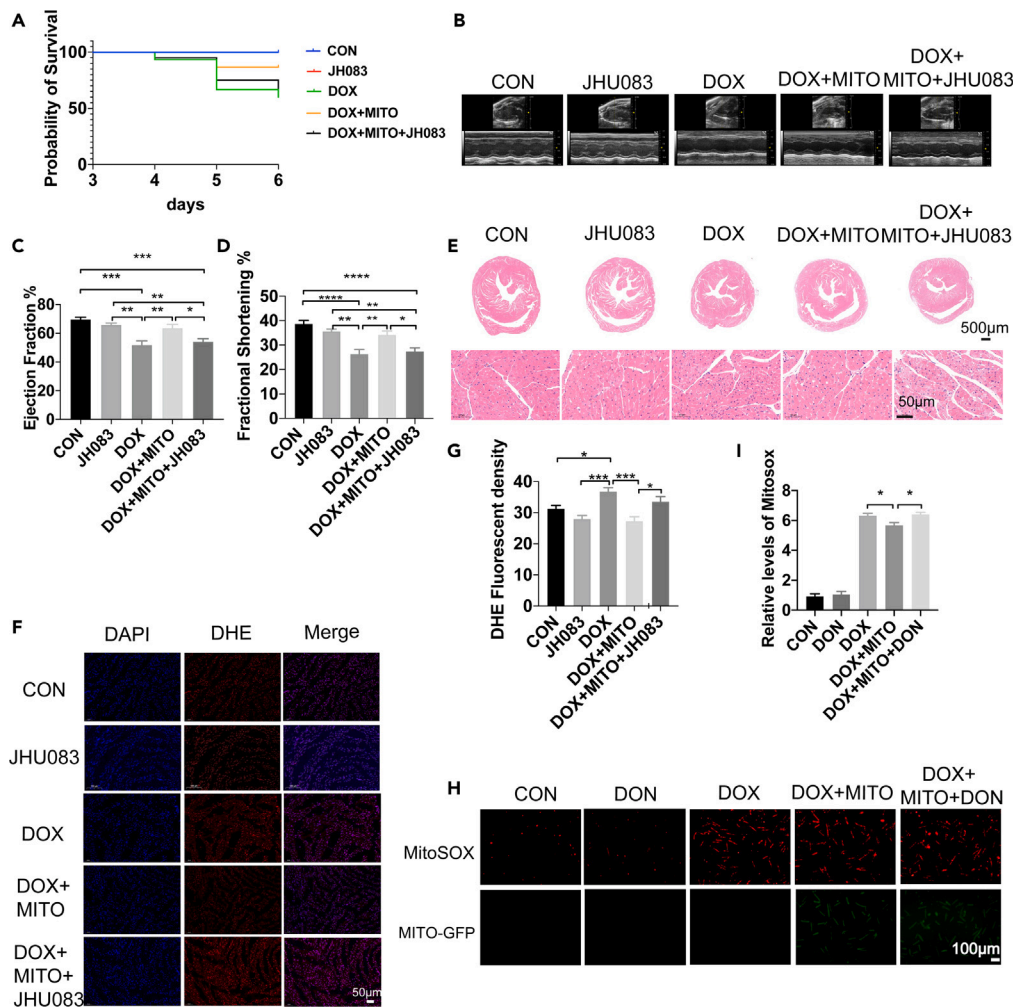 A
Probability of Survival
100
50
0
3
4
5
6
days
CON
JH083
DOX
DOX+MITO
DOX+MITO+JH083
B
CON
JHU083
DOX
DOX+MITO
DOX+
MITO+JHU083
C
Ejection Fraction %
80
60
40
20
0
***
***
**
**
**
*
CON
JH083
DOX
DOX+MITO
DOX+MITO+JH083
D
Fractional Shortening %
50
40
30
20
10
0
****
****
**
**
**
*
CON
JH083
DOX
DOX+MITO
DOX+MITO+JH083
E
CON
JHU083
DOX
DOX+MITO
DOX+
MITO+JHU083
500μm
50μm
G
DHE Fluorescent density
40
30
20
10
0
*
***
***
*
CON
JH083
DOX
DOX+MITO
DOX+MITO+JH083
I
Relative levels of Mitosox
8
6
4
2
0
*
*
CON
DON
DOX
DOX+MITO
DOX+MITO+DON
F
DAPI
DHE
Merge
CON
JHU083
DOX
DOX+
MITO
DOX+
MITO+
JHU083
50μm
H
CON
DON
DOX
DOX+MITO
DOX+
MITO+DON
MitoSOX
MITO-GFP
100μm